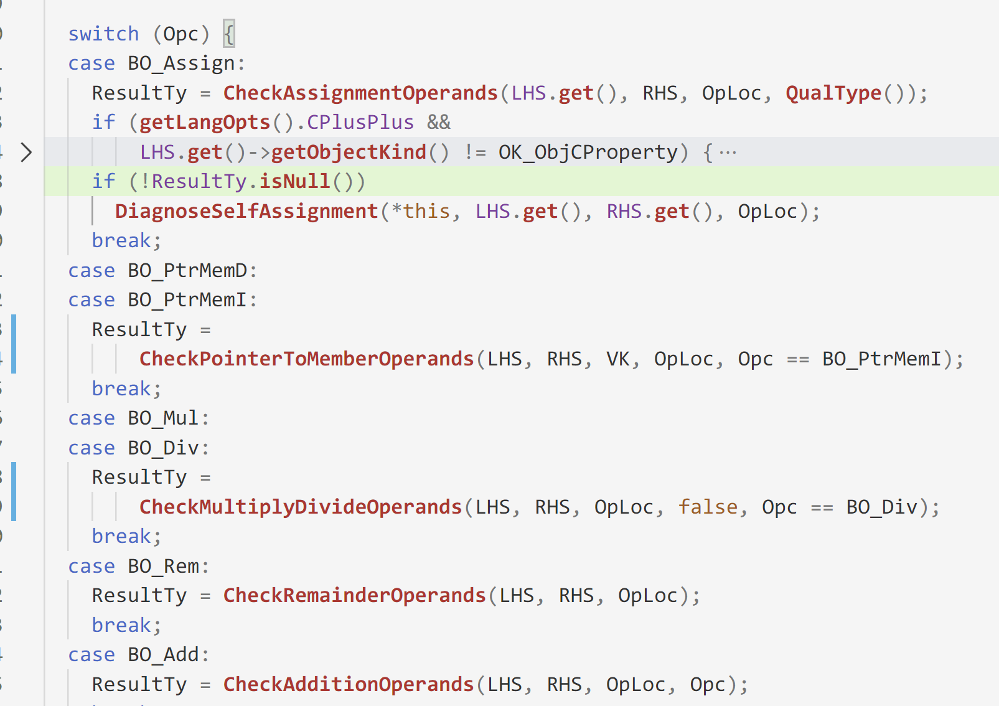 switch (Opc) {
case BO_Assign:
ResultTy = CheckAssignmentOperands(LHS.get(), RHS, OpLoc, QualType());
if (getLangOpts().CPlusPlus &&
LHS.get()->getObjectKind() != OK_ObjCProperty) {···
if (!ResultTy.isNull())
DiagnoseSelfAssignment(*this, LHS.get(), RHS.get(), OpLoc);
break;
case BO_PtrMemD:
case BO_PtrMemI:
ResultTy =
CheckPointerToMemberOperands(LHS, RHS, VK, OpLoc, Opc == BO_PtrMemI);
break;
case BO_Mul:
case BO_Div:
ResultTy =
CheckMultiplyDivideOperands(LHS, RHS, OpLoc, false, Opc == BO_Div);
break;
case BO_Rem:
ResultTy = CheckRemainderOperands(LHS, RHS, OpLoc);
break;
case BO_Add:
ResultTy = CheckAdditionOperands(LHS, RHS, OpLoc, Opc);